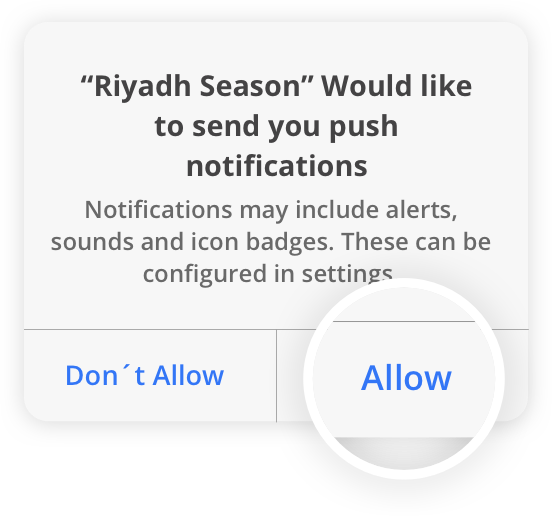 “Riyadh Season” Would like
to send you push
notifications
Notifications may include alerts,
sounds and icon badges. These can be
configured in settings
Don´t Allow
Allow